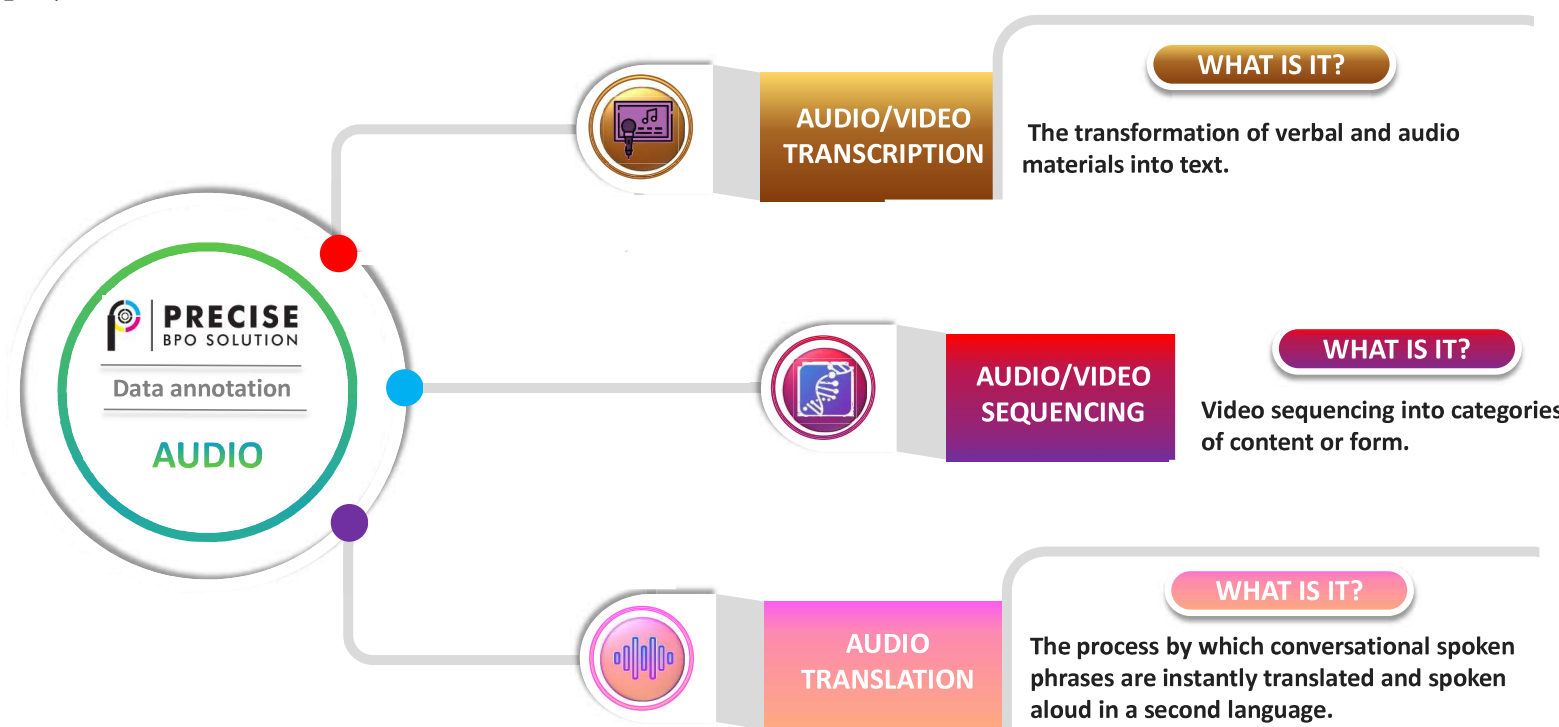 WHAT IS IT?
AUDIO/VIDEO
TRANSCRIPTION
The transformation of verbal and audio
materials into text.
PRECISE
BPO SOLUTION
Data annotation
AUDIO
AUDIO/VIDEO
SEQUENCING
WHAT IS IT?
Video sequencing into categories
of content or form.
AUDIO
TRANSLATION
WHAT IS IT?
The process by which conversational spoken
phrases are instantly translated and spoken
aloud in a second language.